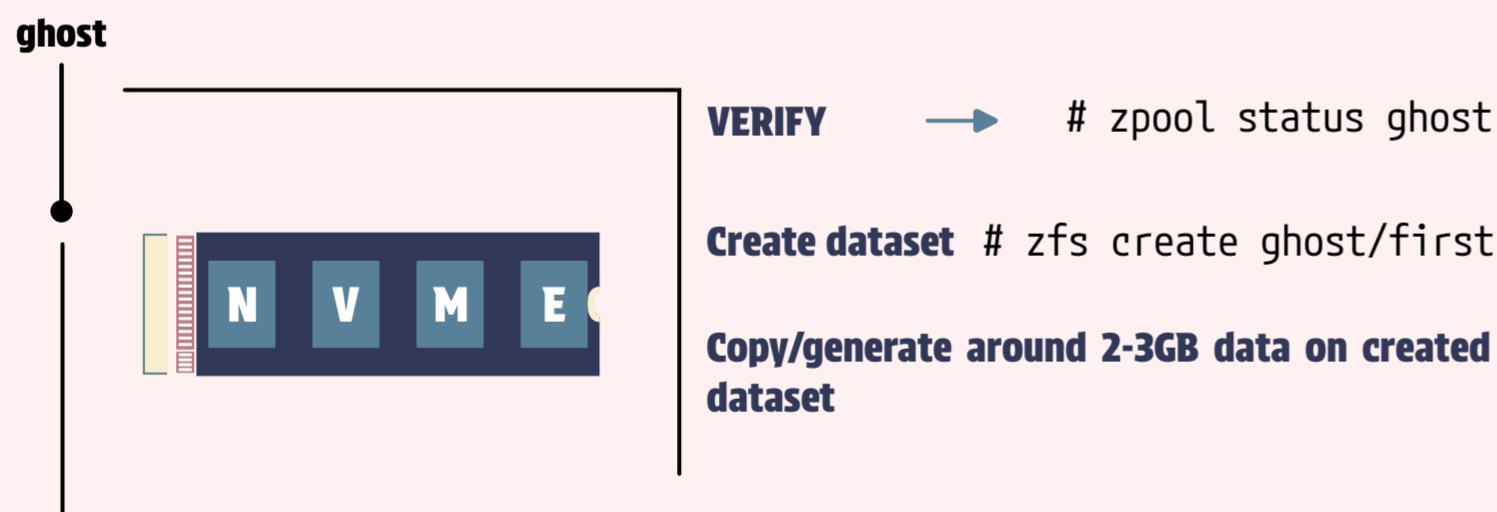 ghost
VERIFY # zpool status ghost
Create dataset # zfs create ghost/first
N V M E
Copy/generate around 2-3GB data on created
dataset